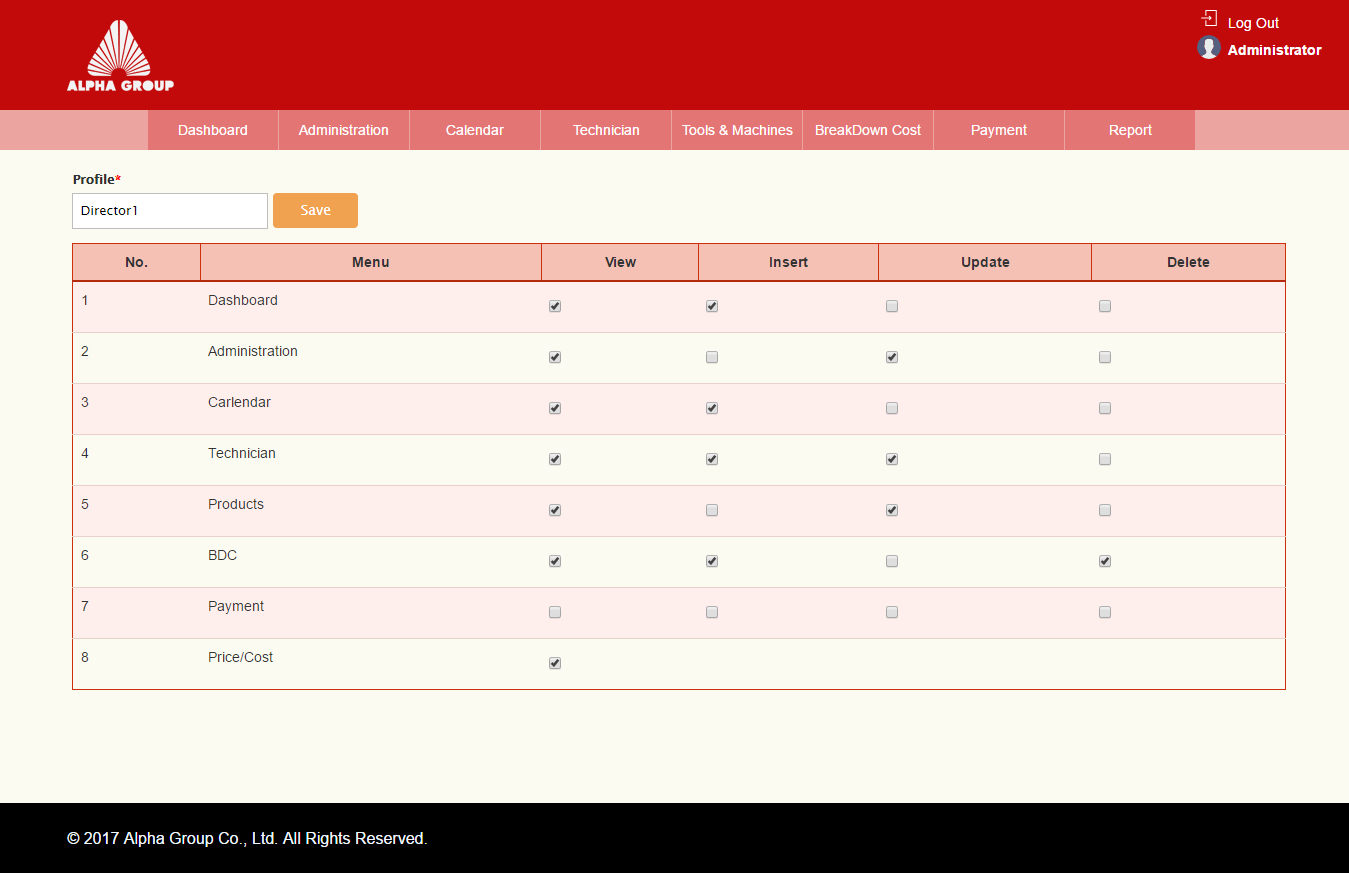 ALPHA GROUP
Log Out
Administrator
Dashboard Administration Calendar Technician Tools & Machines BreakDown Cost Payment Report
Profile*
Director1 Save
No. Menu View Insert Update Delete
1 Dashboard
2 Administration
3 Carlendar
4 Technician
5 Products
6 BDC
7 Payment
8 Price/Cost
© 2017 Alpha Group Co., Ltd. All Rights Reserved.